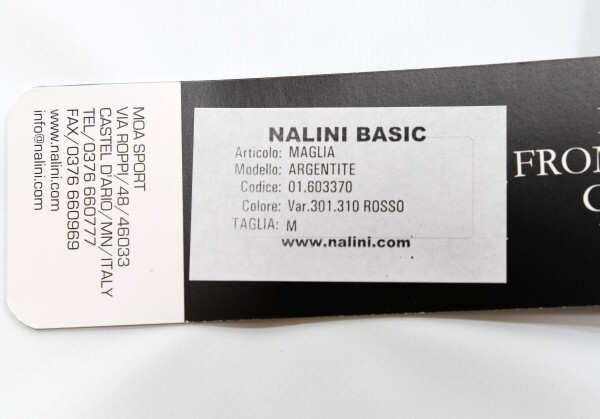 MOA SPORT
VIA ROPPI/48/46033
CASTEL D'ARIO/MN/ITALY
TEL/0376 660777
FAX/0376 660969
www.nalini.com
info@nalini.com
NALINI BASIC
Articolo: MAGLIA
Modello: ARGENTITE
Codice: 01.603370
Colore: Var.301.310 ROSSO
TAGLIA: M
www.nalini.com